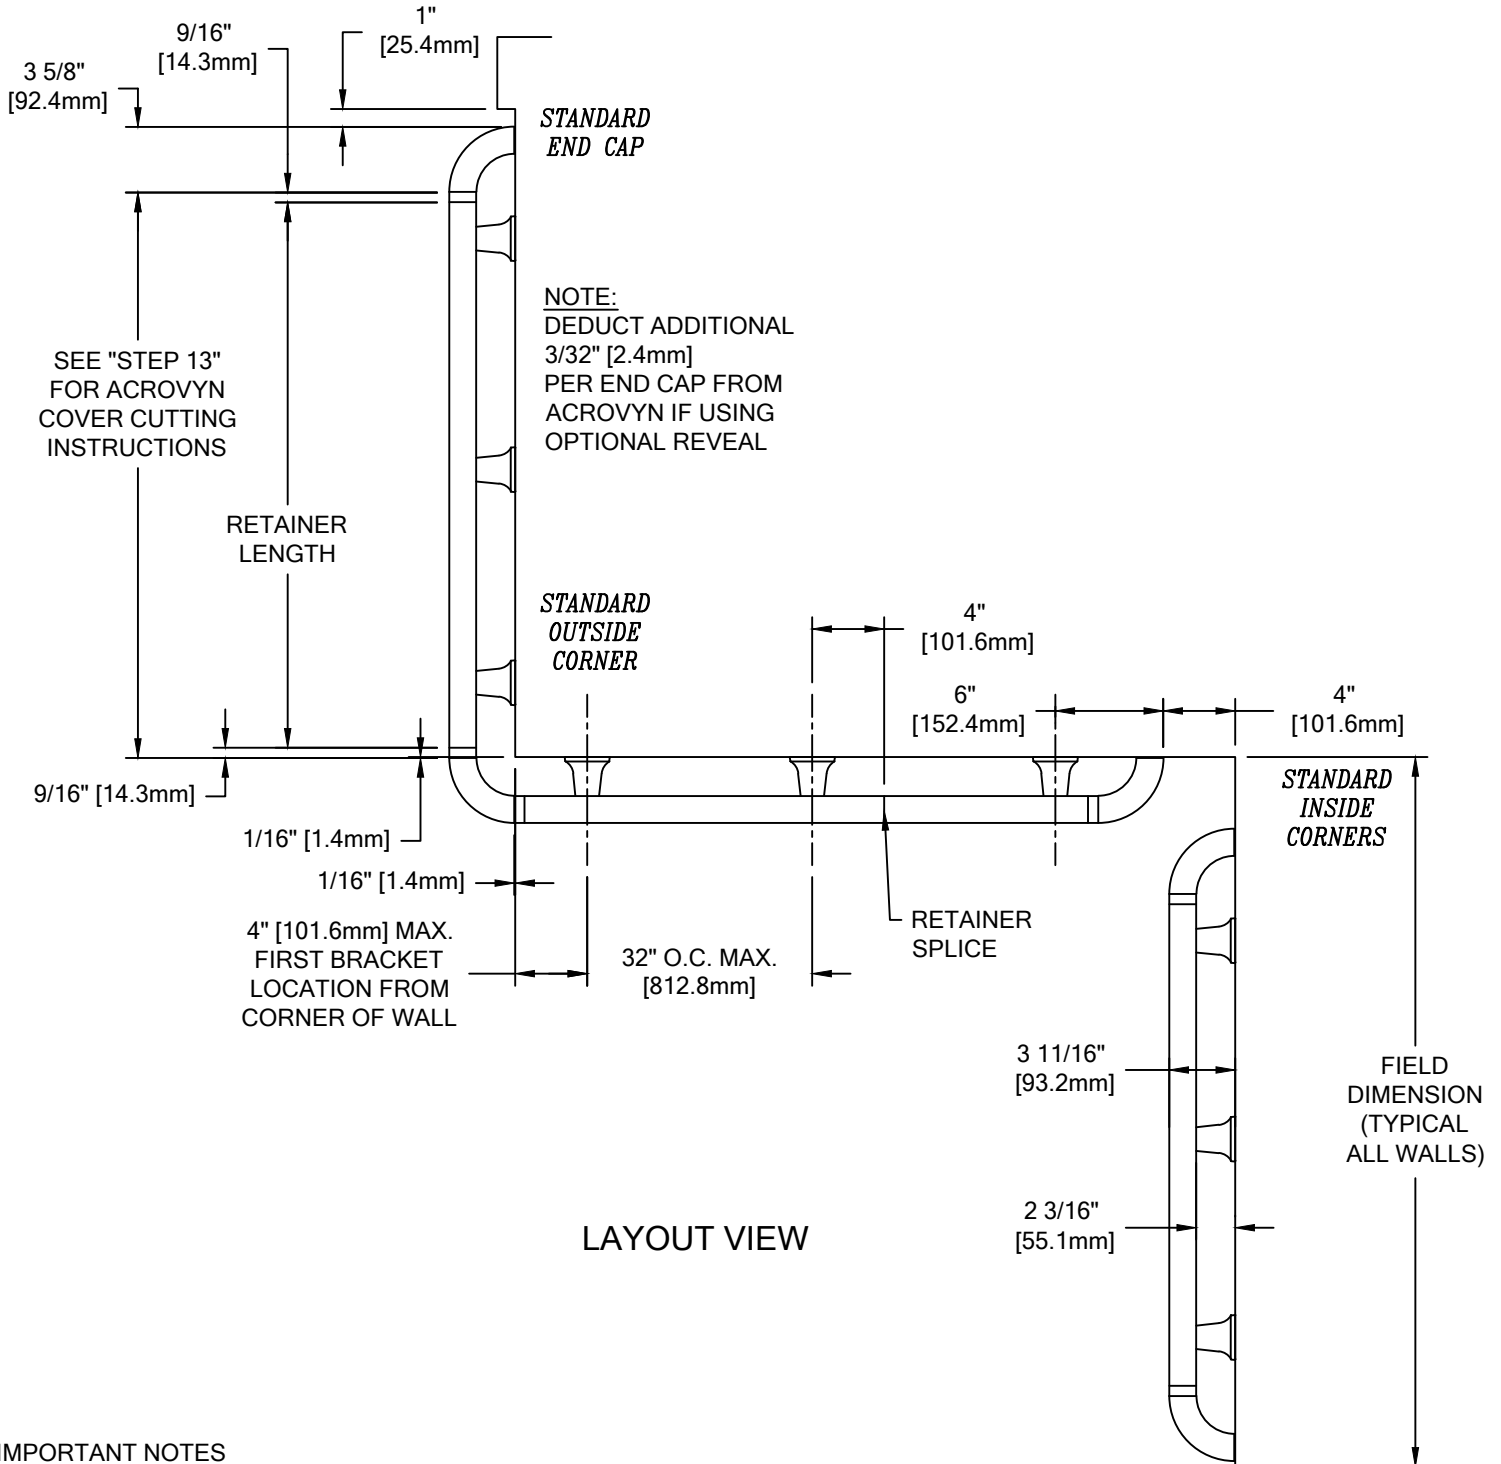 1"
[25.4mm]
9/16"
[14.3mm]
3 5/8"
[92.4mm]
STANDARD
END CAP
NOTE:
DEDUCT ADDITIONAL
3/32" [2.4mm]
PER END CAP FROM
ACROVYN IF USING
OPTIONAL REVEAL
SEE "STEP 13"
FOR ACROVYN
COVER CUTTING
INSTRUCTIONS
RETAINER
LENGTH
STANDARD
OUTSIDE
CORNER
4"
[101.6mm]
6"
[152.4mm]
4"
[101.6mm]
9/16" [14.3mm]
1/16" [1.4mm]
1/16" [1.4mm]
STANDARD
INSIDE
CORNERS
4" [101.6mm] MAX.
FIRST BRACKET
LOCATION FROM
CORNER OF WALL
32" O.C. MAX.
[812.8mm]
RETAINER
SPLICE
3 11/16"
[93.2mm]
FIELD
DIMENSION
(TYPICAL
ALL WALLS)
2 3/16"
[55.1mm]
LAYOUT VIEW
IMPORTANT NOTES